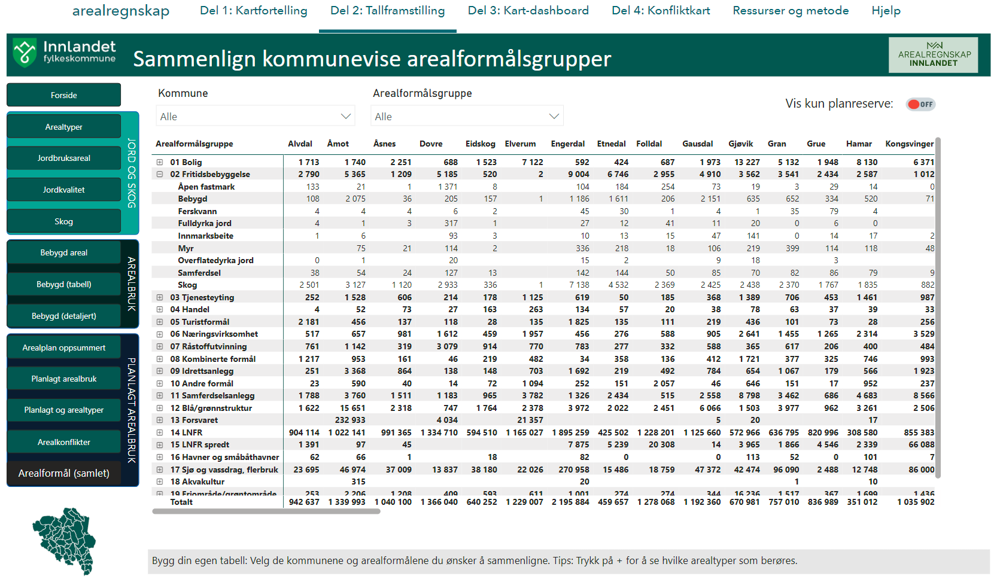 arealregnskap Del 1: Kartfortelling Del 2: Tallframstilling Del 3: Kart-dashboard Del 4: Konfliktkart Ressurser og metode Hjelp
Innlandet fylkeskommune
Sammenlign kommunevise arealformålsgrupper
AREALREGNSKAP INNLANDET
Forside
Arealtyper
Jordbruksareal
Jordkvalitet
Skog
JORD OG SKOG
Bebygd areal
Bebygd (tabell)
Bebygd (detaljert)
AREALBRUK
Arealplan oppsummert
Planlagt arealbruk
Planlagt og arealtyper
Arealkonflikter
Arealformål (samlet)
PLANLAGT AREALBRUK
Kommune Arealformålsgruppe
Alle Alle
Vis kun planreserve: OFF
Arealformålsgruppe Alvdal Åmot Åsnes Dovre Eidskog Elverum Engerdal Etnedal Folldal Gausdal Gjøvik Gran Grue Hamar Kongsvinger
01 Bolig 1 713 1 740 2 251 688 1 523 7 122 592 424 687 1 973 13 227 5 132 1 948 8 130 6 371
02 Fritidsbebyggelse 2 790 5 365 1 209 5 185 520 2 9 004 6 746 2 955 4 910 3 562 3 541 2 434 2 587 1 012
Åpen fastmark 133 21 1 1 371 8 104 184 254 73 19 3 29 14 0
Bebygd 108 2 075 36 205 157 1 1 186 1 611 206 2 151 635 652 334 520 71
Ferskvann 4 4 4 6 2 45 30 1 4 1 35 79 4
Fulldyrka jord 4 1 3 317 1 27 12 41 11 20 0 6 0
Innmarksbeite 1 6 93 3 10 13 15 47 141 0 14 17 2
Myr 75 21 114 2 336 218 18 106 219 399 114 118 48
Overflatedyrka jord 0 1 20 15 2 9 18 3
Samferdsel 38 54 24 127 13 142 144 50 85 70 82 86 79 9
Skog 2 501 3 127 1 120 2 933 336 1 7 138 4 532 2 369 2 425 2 438 2 370 1 767 1 835 882
03 Tjenesteyting 252 1 528 606 214 178 1 125 619 50 185 368 1 389 706 453 1 461 987
04 Handel 4 52 73 27 163 263 134 57 20 38 78 63 37 39 33
05 Turistformål 2 181 456 137 118 28 135 1 825 135 111 219 436 101 73 28 256
06 Næringsvirksomhet 517 657 981 1 612 459 1 957 456 276 588 905 2 641 1 455 1 265 2 314 3 529
07 Råstoffutvinning 761 1 142 319 3 079 914 770 783 277 332 588 365 617 206 400 484
08 Kombinerte formål 1 217 953 161 46 219 482 34 358 136 412 1 721 377 325 746 993
09 Idrettsanlegg 251 3 368 864 138 148 703 1 692 219 492 784 654 1 067 179 566 1 923
10 Andre formål 23 590 40 14 72 1 094 252 151 2 057 46 646 151 17 952 237
11 Samferdselsanlegg 1 788 3 760 1 511 1 183 965 3 782 1 326 2 434 515 2 558 8 798 3 462 686 4 683 8 566
12 Blå/grønnstruktur 1 622 15 651 2 318 747 1 764 2 378 3 972 2 022 2 451 6 066 1 503 3 977 962 3 261 2 506
13 Forsvaret 232 933 4 034 21 357 5 20 17
14 LNFR 904 114 1 022 141 991 365 1 334 710 594 510 1 165 027 1 895 259 425 502 1 228 201 1 125 660 572 966 636 795 820 996 308 580 855 383
15 LNFR spredt 1 391 97 45 7 875 5 239 20 308 14 3 965 1 866 4 546 2 339 66 088
16 Havner og småbåthavner 62 66 1 18 82 0 0 113 52 0 101 7
17 Sjø og vassdrag, flerbruk 23 695 46 974 37 009 13 837 38 180 22 026 270 958 15 486 18 759 47 372 42 474 96 090 2 488 12 748 86 000
18 Akvakultur 315 20 1 10
19 Friområde/grøntområde 253 2 206 1 208 409 593 611 1 001 274 274 344 16 236 1 517 367 1 699 1 436
Totalt 942 637 1 339 993 1 040 100 1 366 040 640 252 1 229 007 2 195 884 459 657 1 278 068 1 192 360 670 981 757 010 836 989 351 012 1 035 902
Bygg din egen tabell: Velg de kommunene og arealformålene du ønsker å sammenligne. Tips: Trykk på + for å se hvilke arealtyper som berøres.